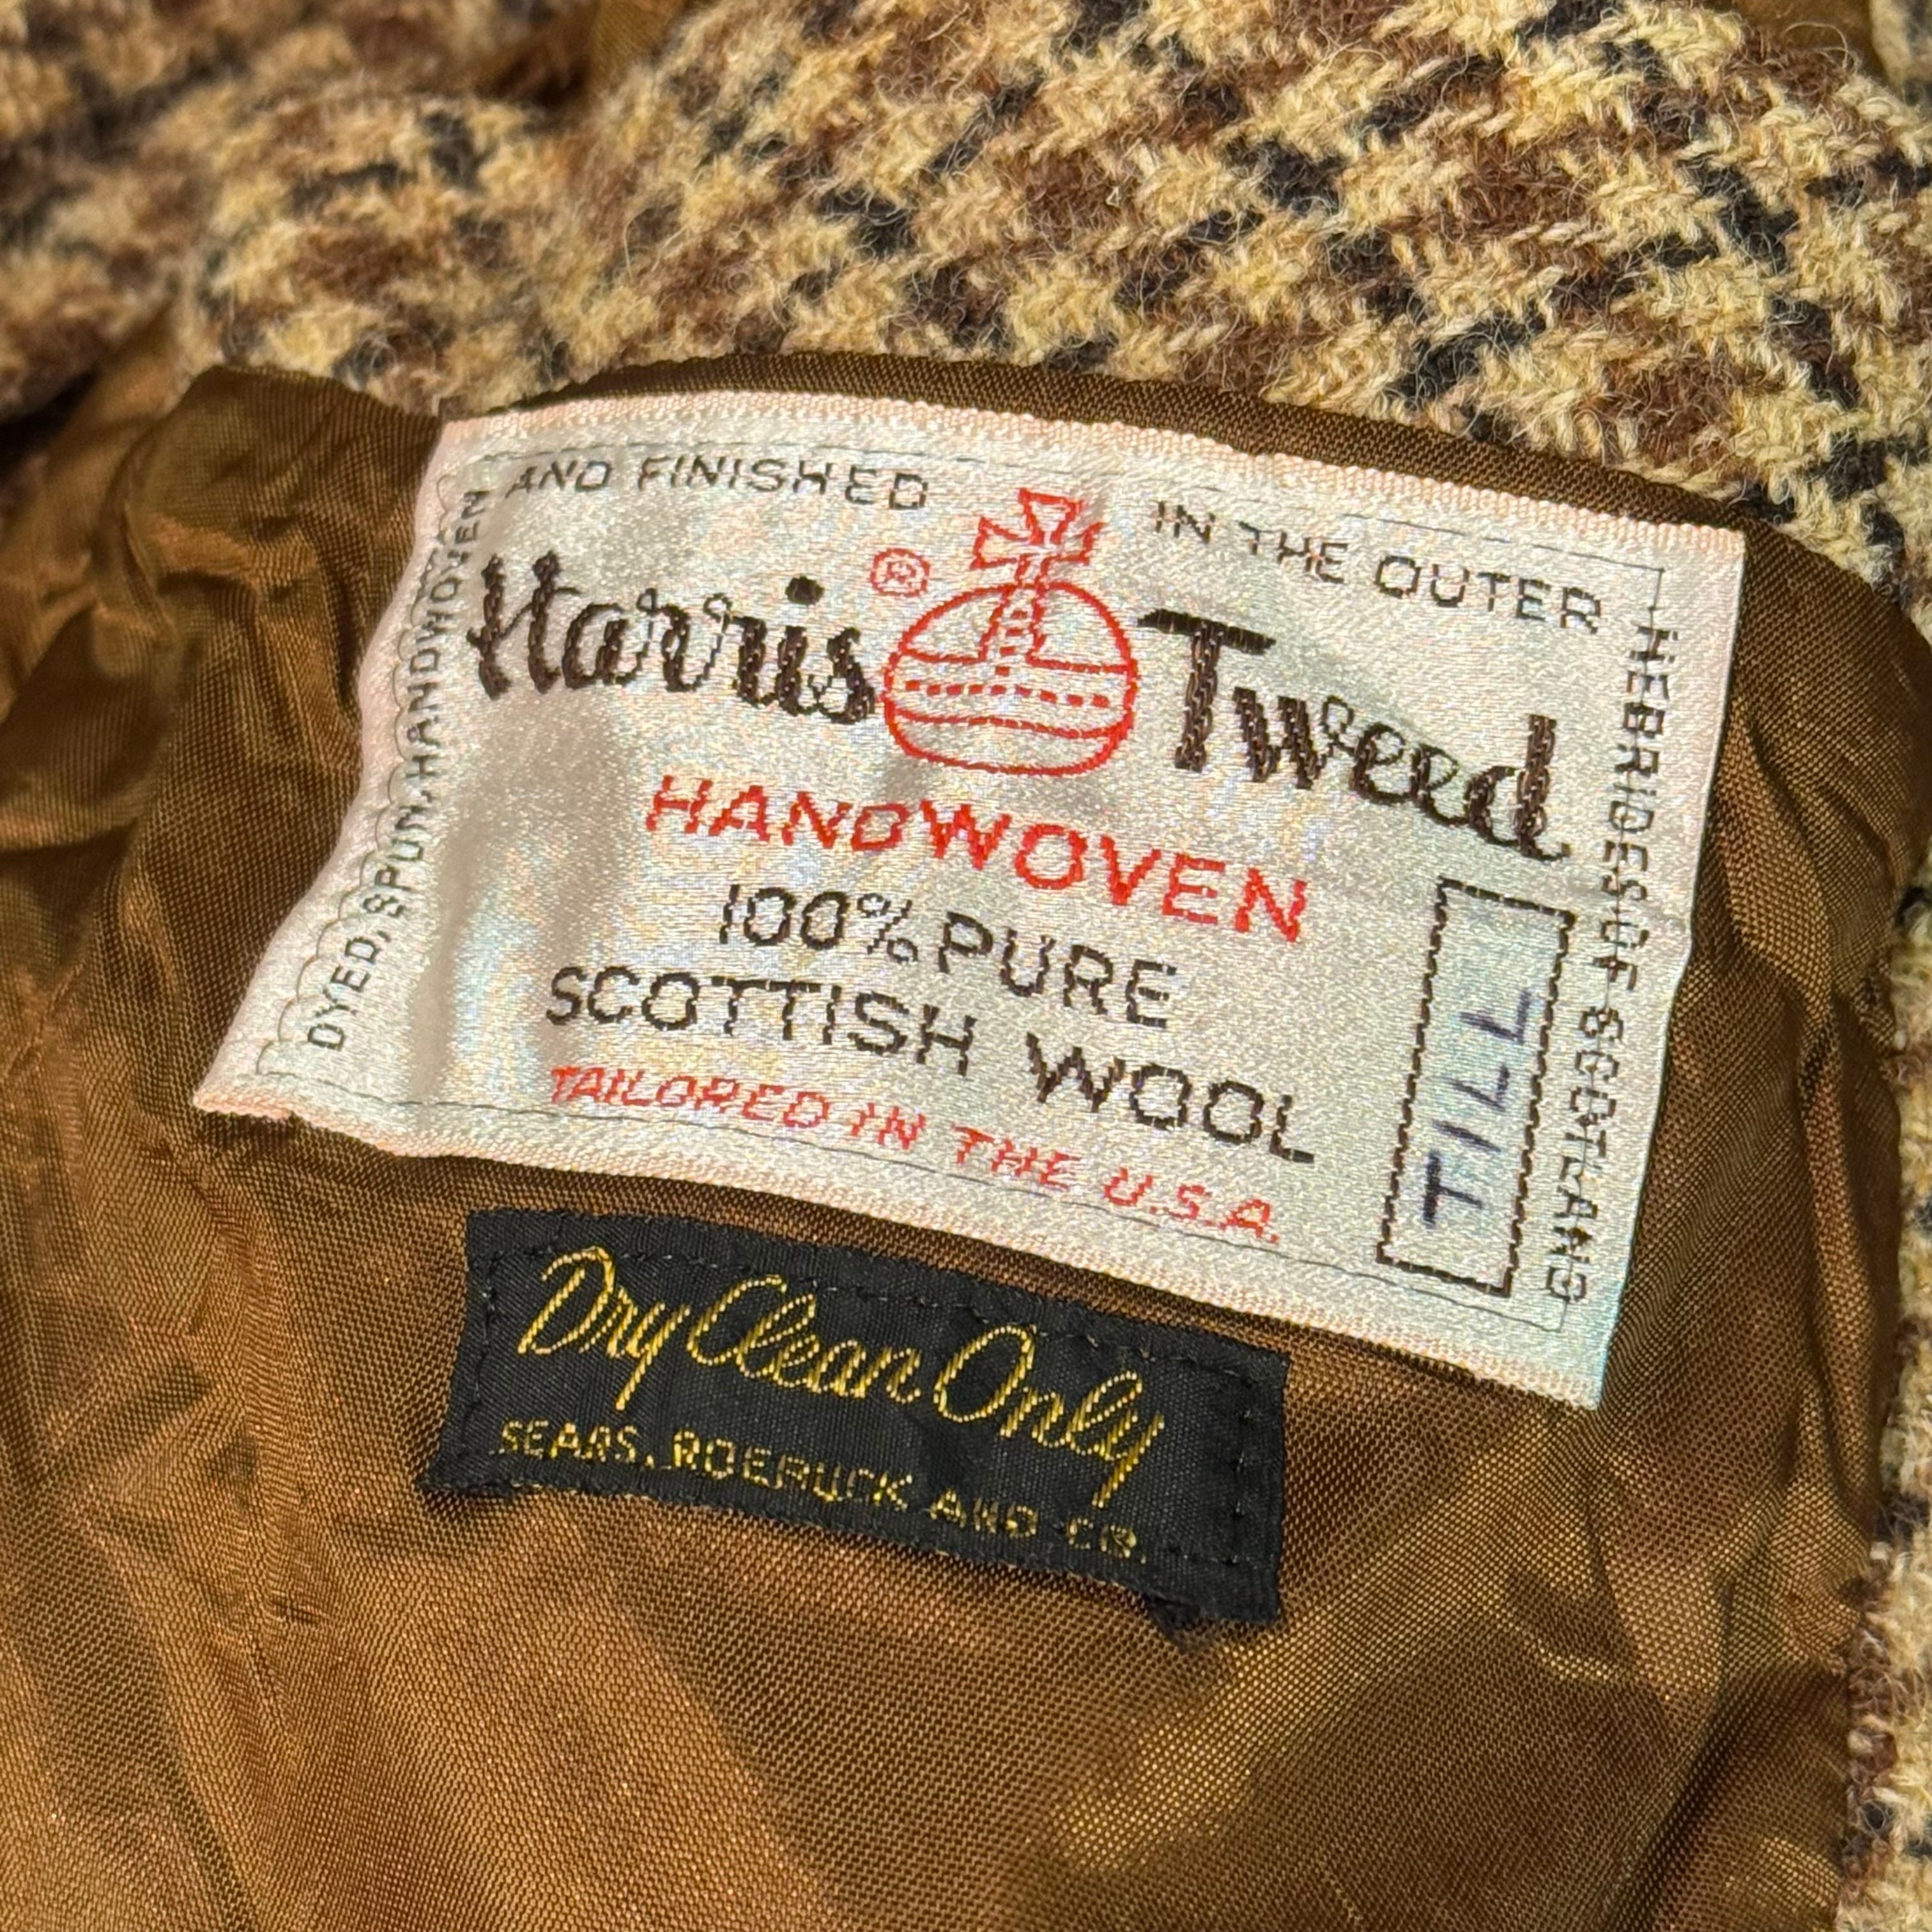 DYED, SPUN, HANDWOVEN
AND FINISHED
IN THE OUTER
HEBRIDES OF SCOTLAND
Harris® Tweed
HANDWOVEN
100% PURE
SCOTTISH WOOL
TAILORED IN THE U.S.A.
TILL
Dry Clean Only
SEARS, ROEBUCK AND CO.